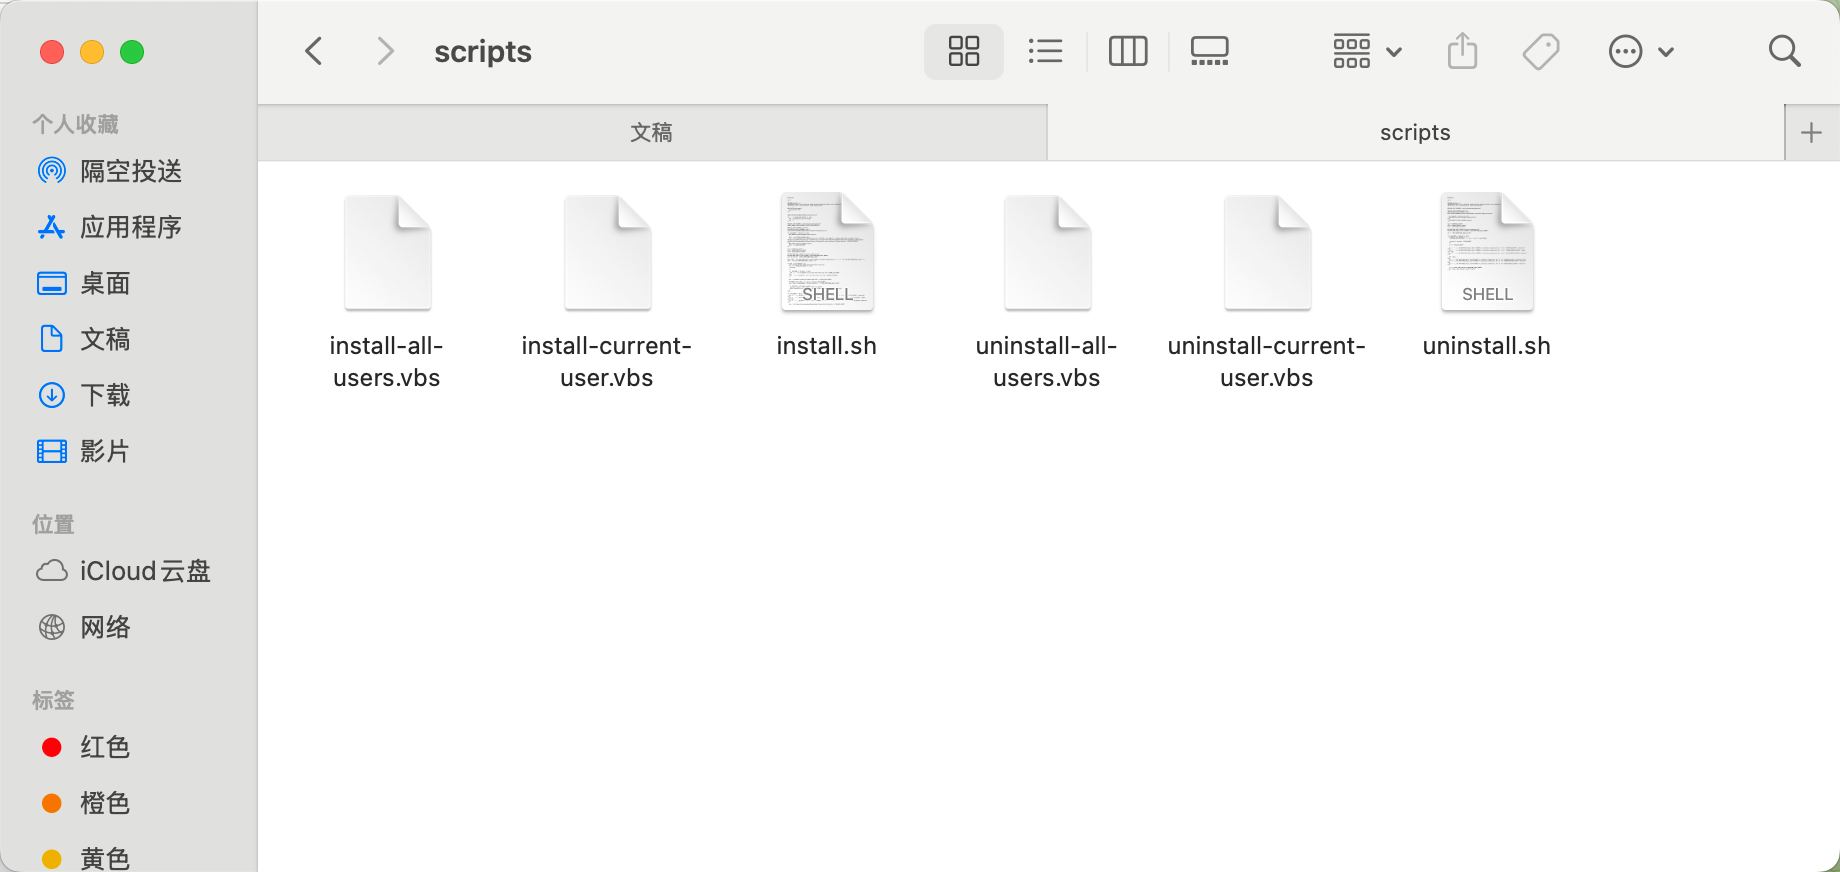 scripts
文稿
scripts
个人收藏
隔空投送
应用程序
桌面
文稿
下载
影片
位置
iCloud云盘
网络
标签
红色
橙色
黄色
install-all-
users.vbs
install-current-
user.vbs
SHELL
install.sh
uninstall-all-
users.vbs
uninstall-current-
user.vbs
SHELL
uninstall.sh